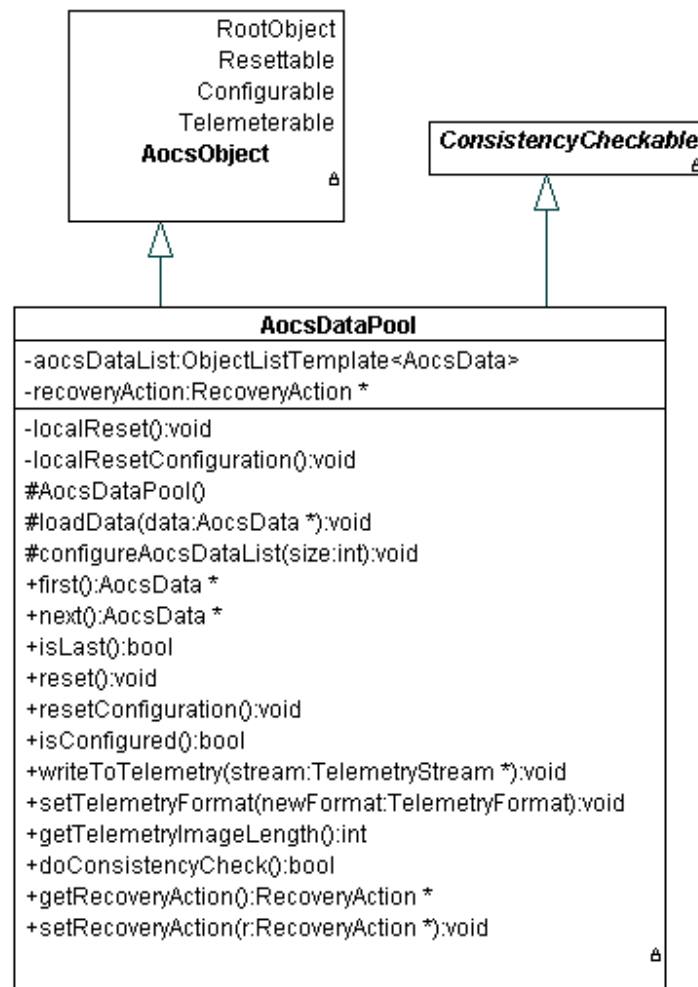 RootObject
Resettable
Configurable
Telemeterable
AocsObject
ConsistencyCheckable
AocsDataPool
-aocsDataList:ObjectListTemplate<AocsData>
-recoveryAction:RecoveryAction *
-localReset():void
-localResetConfiguration():void
#AocsDataPool()
#loadData(data:AocsData *):void
#configureAocsDataList(size:int):void
+first():AocsData *
+next():AocsData *
+isLast():bool
+reset():void
+resetConfiguration():void
+isConfigured():bool
+writeToTelemetry(stream:TelemetryStream *):void
+setTelemetryFormat(newFormat:TelemetryFormat):void
+getTelemetryImageLength():int
+doConsistencyCheck():bool
+getRecoveryAction():RecoveryAction *
+setRecoveryAction(r:RecoveryAction *):void